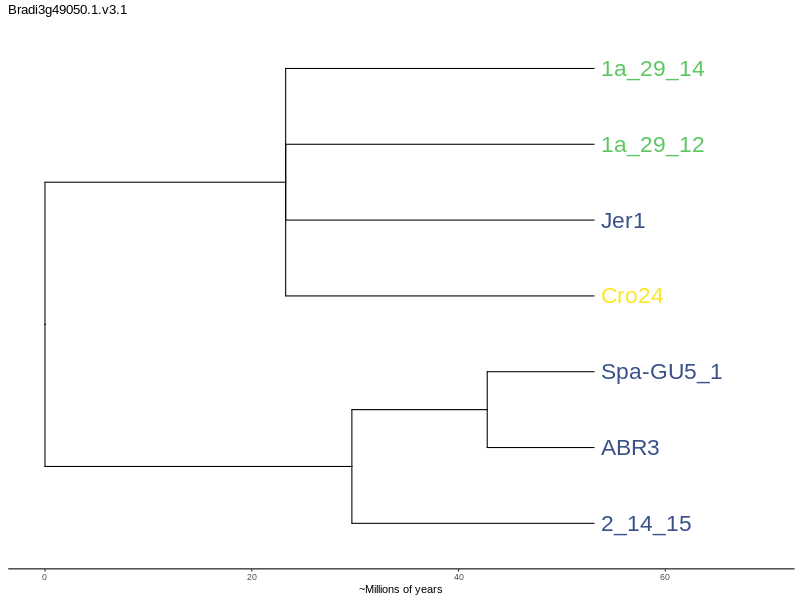 Bradi3g49050.1.v3.1
1a_29_14
1a_29_12
Jer1
Cro24
Spa-GU5_1
ABR3
2_14_15
0 20 40 60
~Millions of years